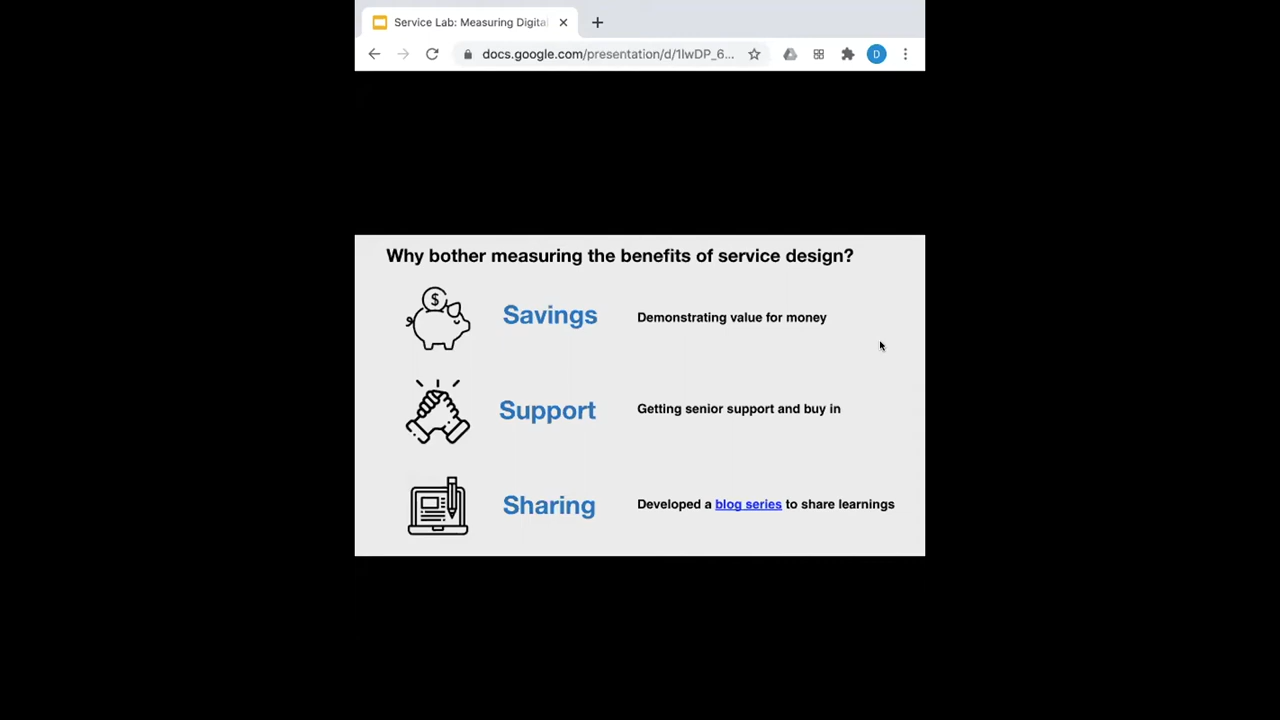 Service Lab: Measuring Digital
docs.google.com/presentation/d/1lwDP_6...
D
Why bother measuring the benefits of service design?
$
Savings Demonstrating value for money
Support Getting senior support and buy in
Sharing Developed a blog series to share learnings